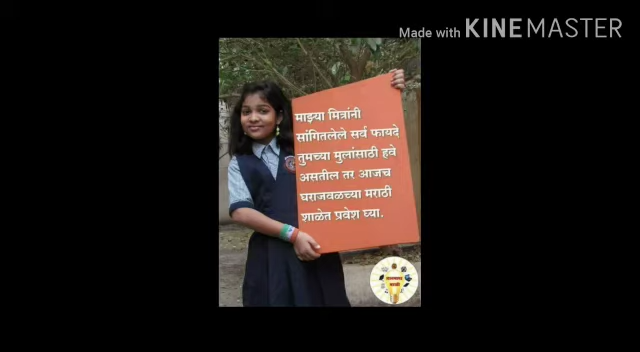 Made with KINEMASTER
माझ्या मित्रांनी
सांगितलेले सर्व फायदे
तुमच्या मुलांसाठी हवे
असतील तर आजच
घराजवळच्या मराठी
शाळेत प्रवेश घ्या.